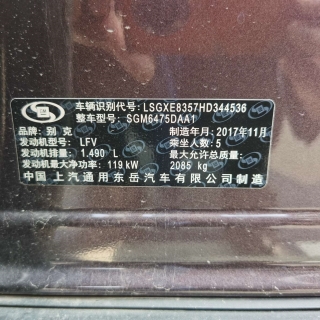 车辆识别代号: LSGXE8357HD344536
整车型号: SGM6475DAA1
品牌: 别克 制造年月: 2017年11月
发动机型号: LFV 乘坐人数: 5
发动机排量: 1.490 L 最大允许总质量:
发动机最大净功率: 119 kW 2085 kg
中国 上汽通用东岳汽车有限公司制造